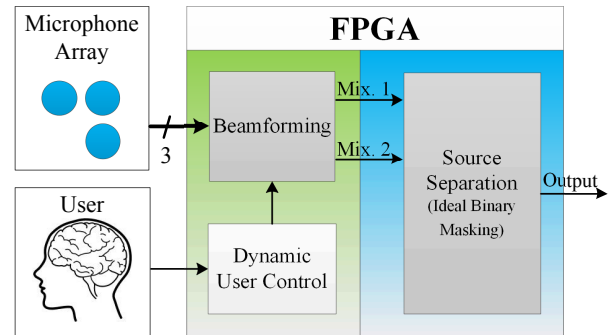 Microphone
Array
3
User
FPGA
Beamforming
Dynamic
User Control
Mix. 1
Mix. 2
Source
Separation
(Ideal Binary
Masking)
Output